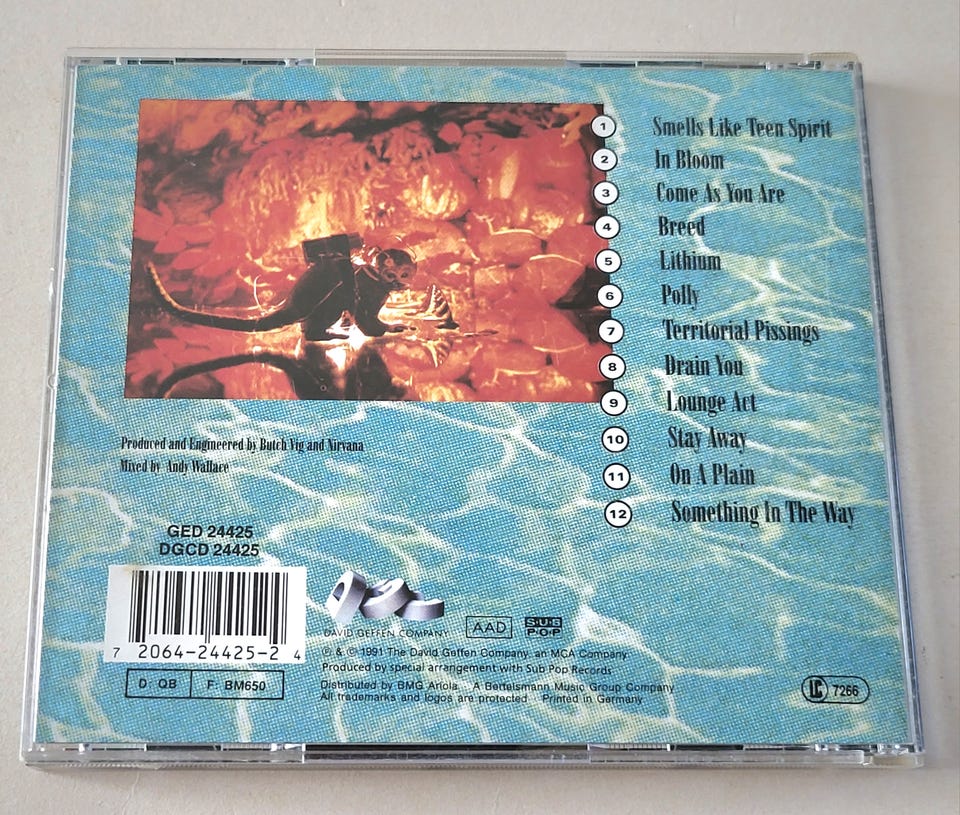 1 Smells Like Teen Spirit
2 In Bloom
3 Come As You Are
4 Breed
5 Lithium
6 Polly
7 Territorial Pissings
8 Drain You
9 Lounge Act
10 Stay Away
11 On A Plain
12 Something In The Way
Produced and Engineered by Butch Vig and Nirvana
Mixed by Andy Wallace
GED 24425
DGCD 24425
7 2064-24425-2 4
D QB F BM650
DAVID GEFFEN COMPANY
AAD
SUB
POP
℗ & © 1991 The David Geffen Company, an MCA Company.
Produced by special arrangement with Sub Pop Records
Distributed by BMG Ariola · A Bertelsmann Music Group Company
All trademarks and logos are protected · Printed in Germany
LC 7266